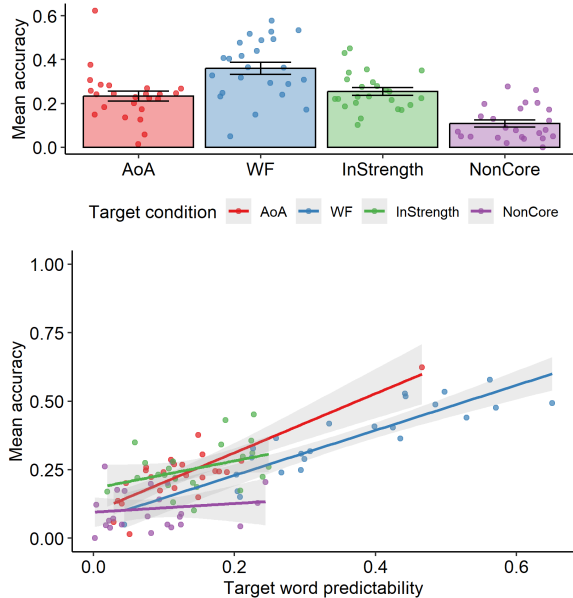 Mean accuracy
0.6
0.4
0.2
0.0
AoA WF InStrength NonCore
Target condition AoA WF InStrength NonCore
Mean accuracy
1.00
0.75
0.50
0.25
0.00
0.0 0.2 0.4 0.6
Target word predictability